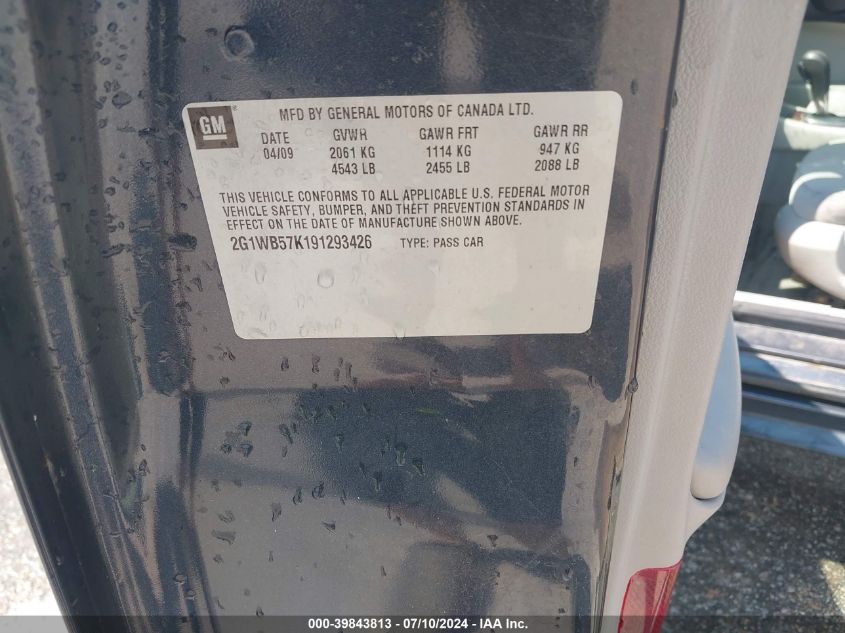 GM
MFD BY GENERAL MOTORS OF CANADA LTD.
DATE GVWR GAWR FRT GAWR RR
04/09 2061 KG 1114 KG 947 KG
4543 LB 2455 LB 2088 LB
THIS VEHICLE CONFORMS TO ALL APPLICABLE U.S. FEDERAL MOTOR
VEHICLE SAFETY, BUMPER, AND THEFT PREVENTION STANDARDS IN
EFFECT ON THE DATE OF MANUFACTURE SHOWN ABOVE.
2G1WB57K191293426 TYPE: PASS CAR
000-39843813 - 07/10/2024 - IAA Inc.